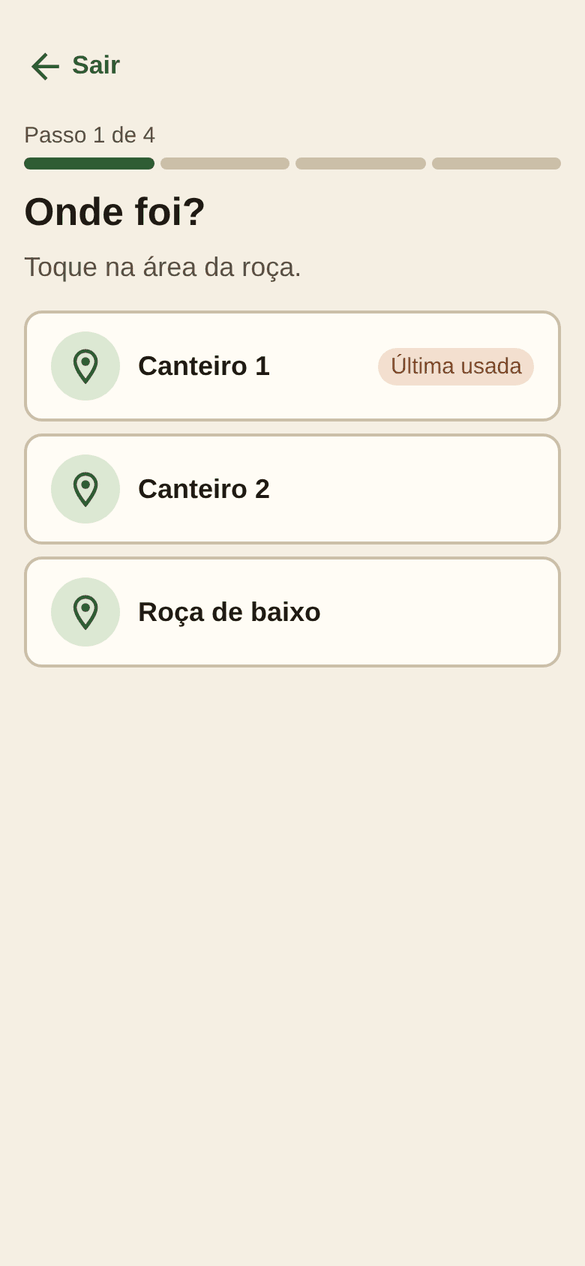 Sair
Passo 1 de 4
Onde foi?
Toque na área da roça.
Canteiro 1
Última usada
Canteiro 2
Roça de baixo